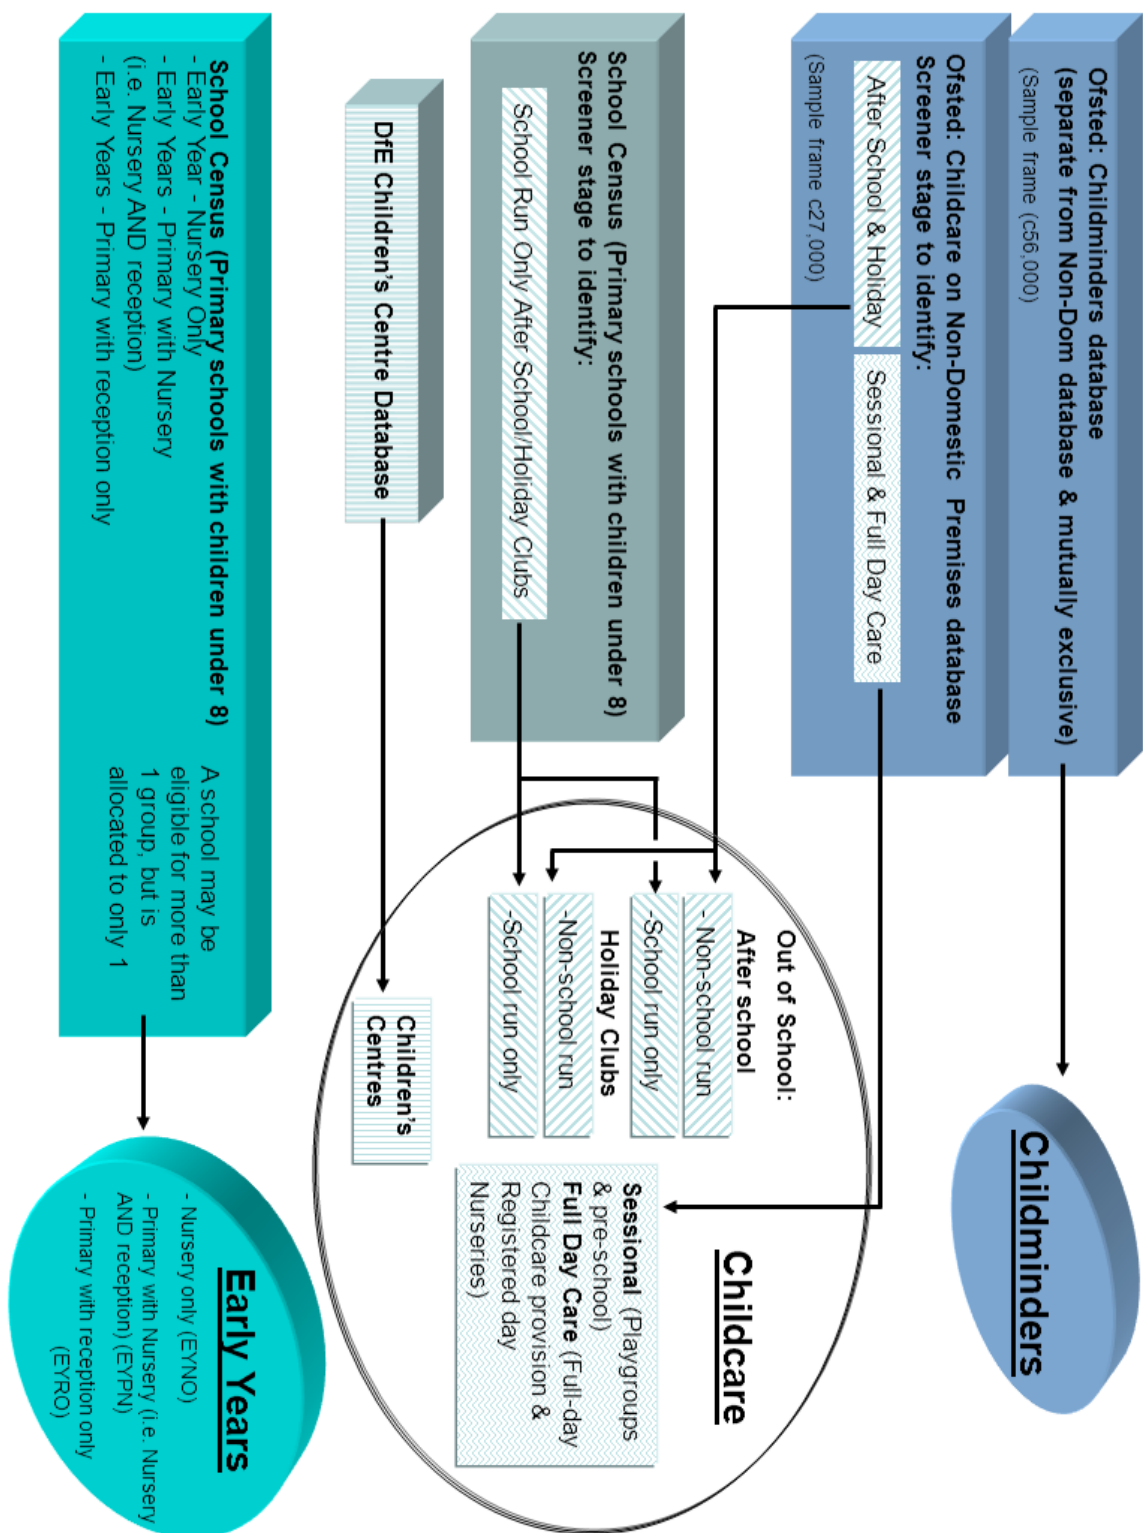 Ofsted: Childminders database
(separate from Non-Dom database & mutually exclusive)
(Sample frame (c56,000)
Childminders
Ofsted: Childcare on Non-Domestic Premises database
Screener stage to identify:
After School & Holiday
Sessional & Full Day Care
(Sample frame c27,000)
School Census (Primary schools with children under 8)
Screener stage to identify:
School Run Only After School/Holiday Clubs
DfE Children's Centre Database
Childcare
Out of School:
After school
- Non-school run
-School run only
Holiday Clubs
-Non-school run
-School run only
Children's
Centres
Sessional (Playgroups
& pre-school)
Full Day Care (Full-day
Childcare provision &
Registered day
Nurseries)
School Census (Primary schools with children under 8)
- Early Year - Nursery Only
- Early Years - Primary with Nursery
(i.e. Nursery AND reception)
- Early Years - Primary with reception only
A school may be
eligible for more than
1 group, but is
allocated to only 1
Early Years
- Nursery only (EYNO)
- Primary with Nursery (i.e. Nursery
AND reception) (EYPN)
- Primary with reception only
(EYRO)